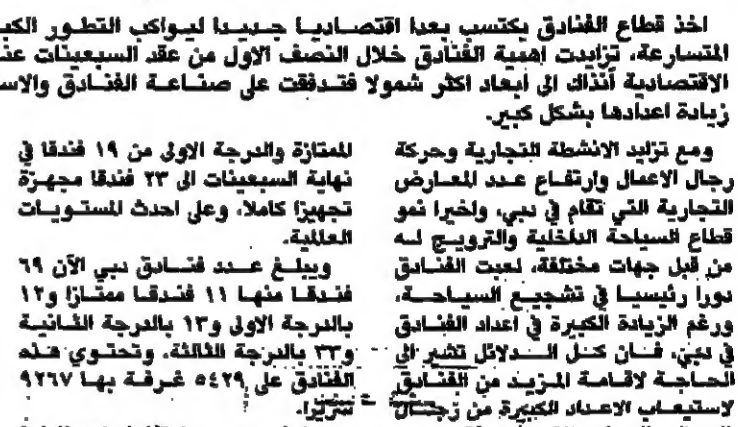 اخذ قطاع الفنادق يكتسب بعدا اقتصاديا جديدا ليواكب التطور
المتسارعة، تزايدت اهمية الفنادق خلال النصف الاول من عقد السبعينات
الاقتصادية آنذاك الى ابعاد اكثر شمولا فتدفقت على صناعة الفنادق
زيادة اعدادها بشكل كبير.
ومع تزايد الانشطة التجارية وحركة
رجال الاعمال وارتفاع عدد المعارض
التجارية التي تقام في دبي، واخيرا نمو
قطاع السياحة الداخلية والترويج له
من قبل جهات مختلفة، لعبت الفنادق
دورا رئيسيا في تشجيع السياحة،
ورغم الزيادة الكبيرة في اعداد الفنادق
في دبي، فان كل الدلائل تشير الى
الحاجة لاقامة المزيد من الفنادق
لاستيعاب الاعداد الكبيرة من
الممتازة والدرجة الاولى من ١٩ فندقا في
نهاية السبعينات الى ٢٣ فندقا مجهزة
تجهيزا كاملا، وعلى احدث المستويات
العالمية.
ويبلغ عدد فنادق دبي الآن ٦٩
فندقا منها ١١ فندقا ممتازا و١٢
بالدرجة الاولى و١٣ بالدرجة الثانية
و٣٣ بالدرجة الثالثة، وتحتوي هذه
الفنادق على ٥٤٢٩ غرفة بها ٩٢٦٧
سريرا.